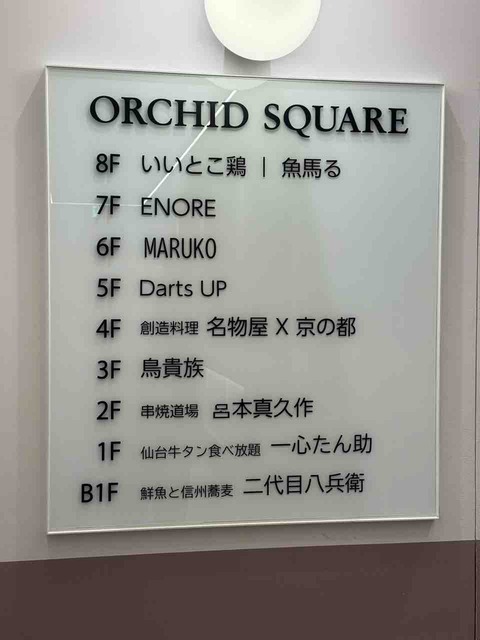 ORCHID SQUARE
8F いいとこ鶏 | 魚馬る
7F ENORE
6F MARUKO
5F Darts UP
4F 創造料理 名物屋 X 京の都
3F 鳥貴族
2F 串焼道場 呂本真久作
1F 仙台牛タン食べ放題 一心たん助
B1F 鮮魚と信州蕎麦 二代目八兵衛